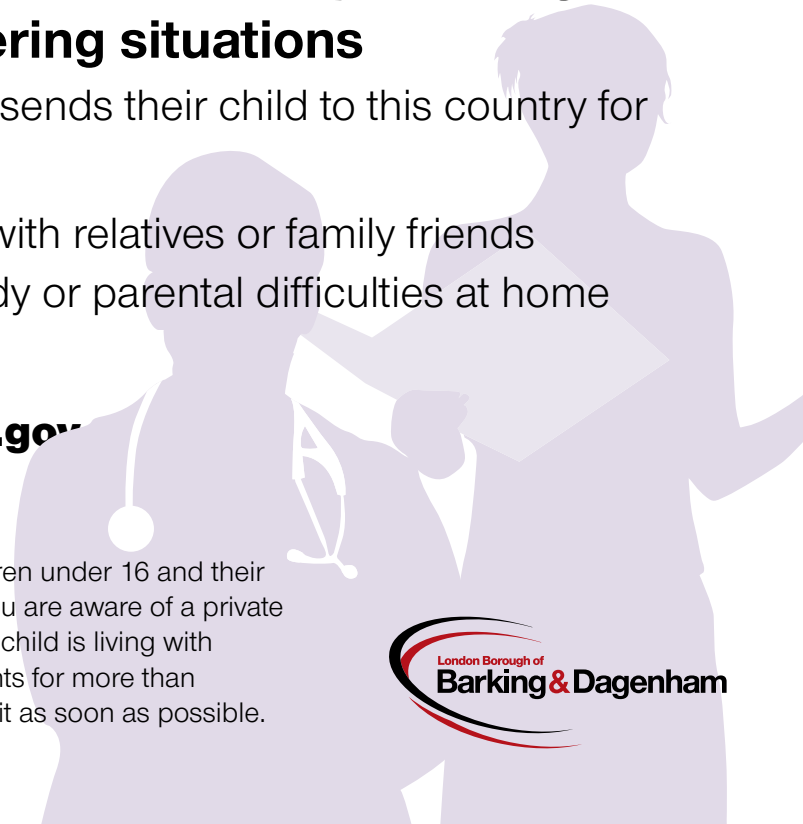 ering situations
sends their child to this country for
with relatives or family friends
dy or parental difficulties at home
.gov
ren under 16 and their
u are aware of a private
child is living with
nts for more than
it as soon as possible.
London Borough of
Barking & Dagenham